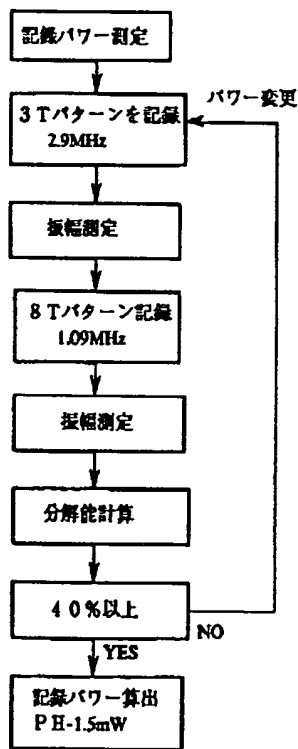 記録パワー測定
パワー変更
3Tパターンを記録
2.9MHz
振幅測定
8Tパターン記録
1.09MHz
振幅測定
分解能計算
40%以上
NO
YES
記録パワー算出
PH-1.5mW